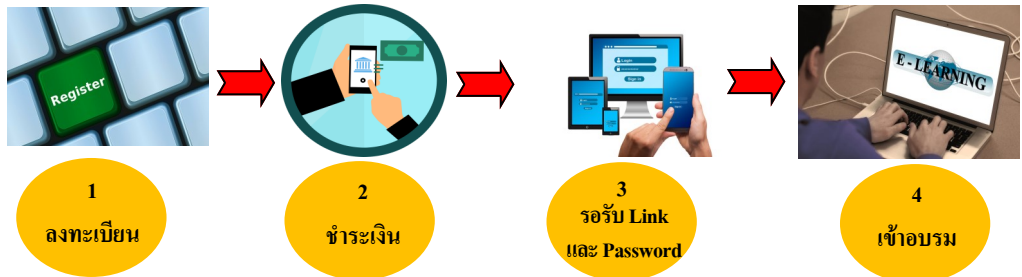 Register
Login
Sign in
E - LEARNING
1
ลงทะเบียน
2
ชำระเงิน
3
รอรับ Link
และ Password
4
เข้าอบรม